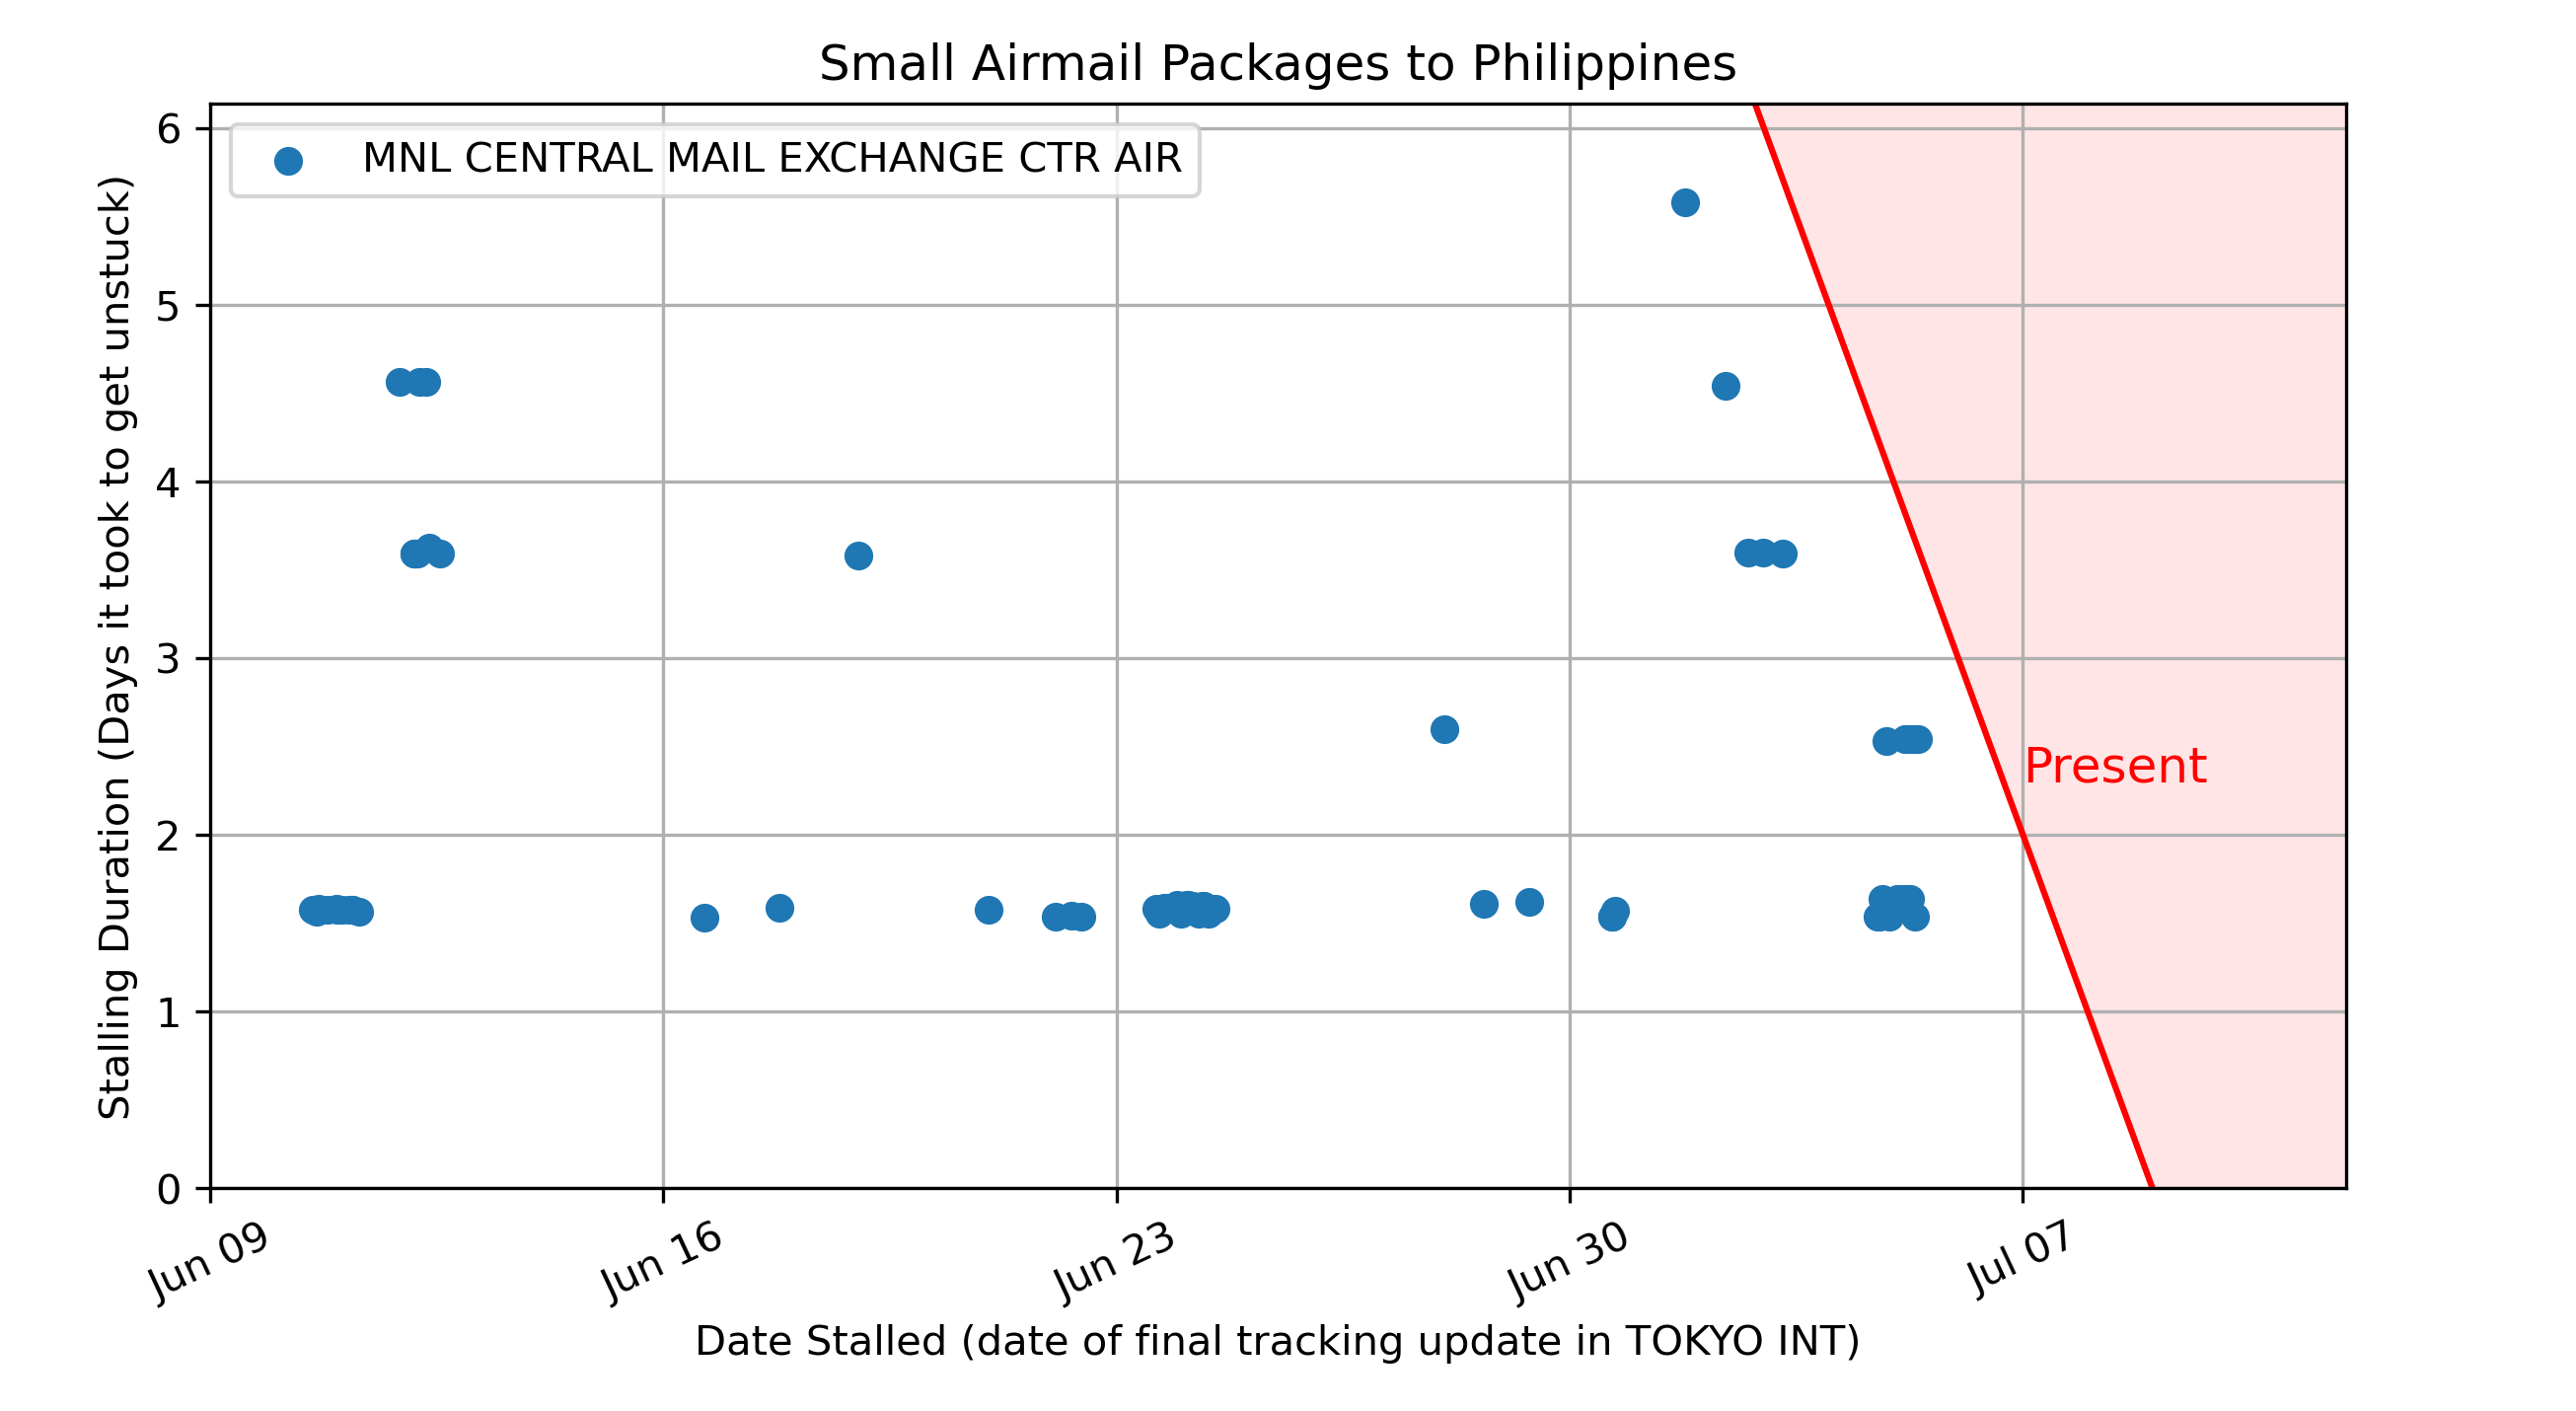 Small Airmail Packages to Philippines
MNL CENTRAL MAIL EXCHANGE CTR AIR
Stalling Duration (Days it took to get unstuck)
6
5
4
3
2
1
0
Present
Jun 09
Jun 16
Jun 23
Jun 30
Jul 07
Date Stalled (date of final tracking update in TOKYO INT)